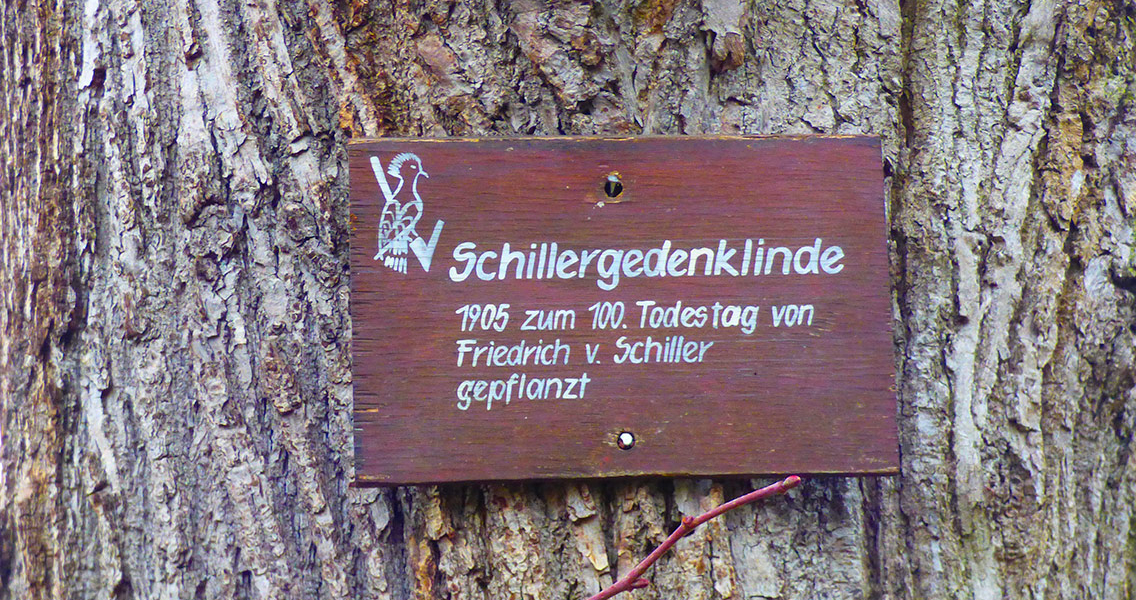 Schillergedenklinde
1905 zum 100. Todestag von
Friedrich v. Schiller
gepflanzt